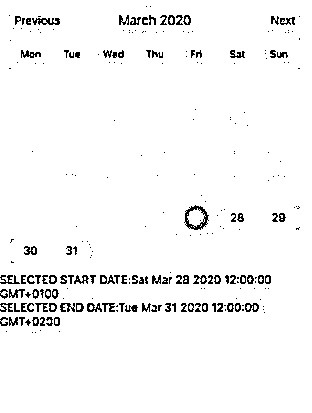 Previous March 2020 Next
Mon Tue Wed Thu Fri Sat Sun
28 29
30 31
SELECTED START DATE:Sat Mar 28 2020 12:00:00
GMT+0100
SELECTED END DATE:Tue Mar 31 2020 12:00:00
GMT+0200